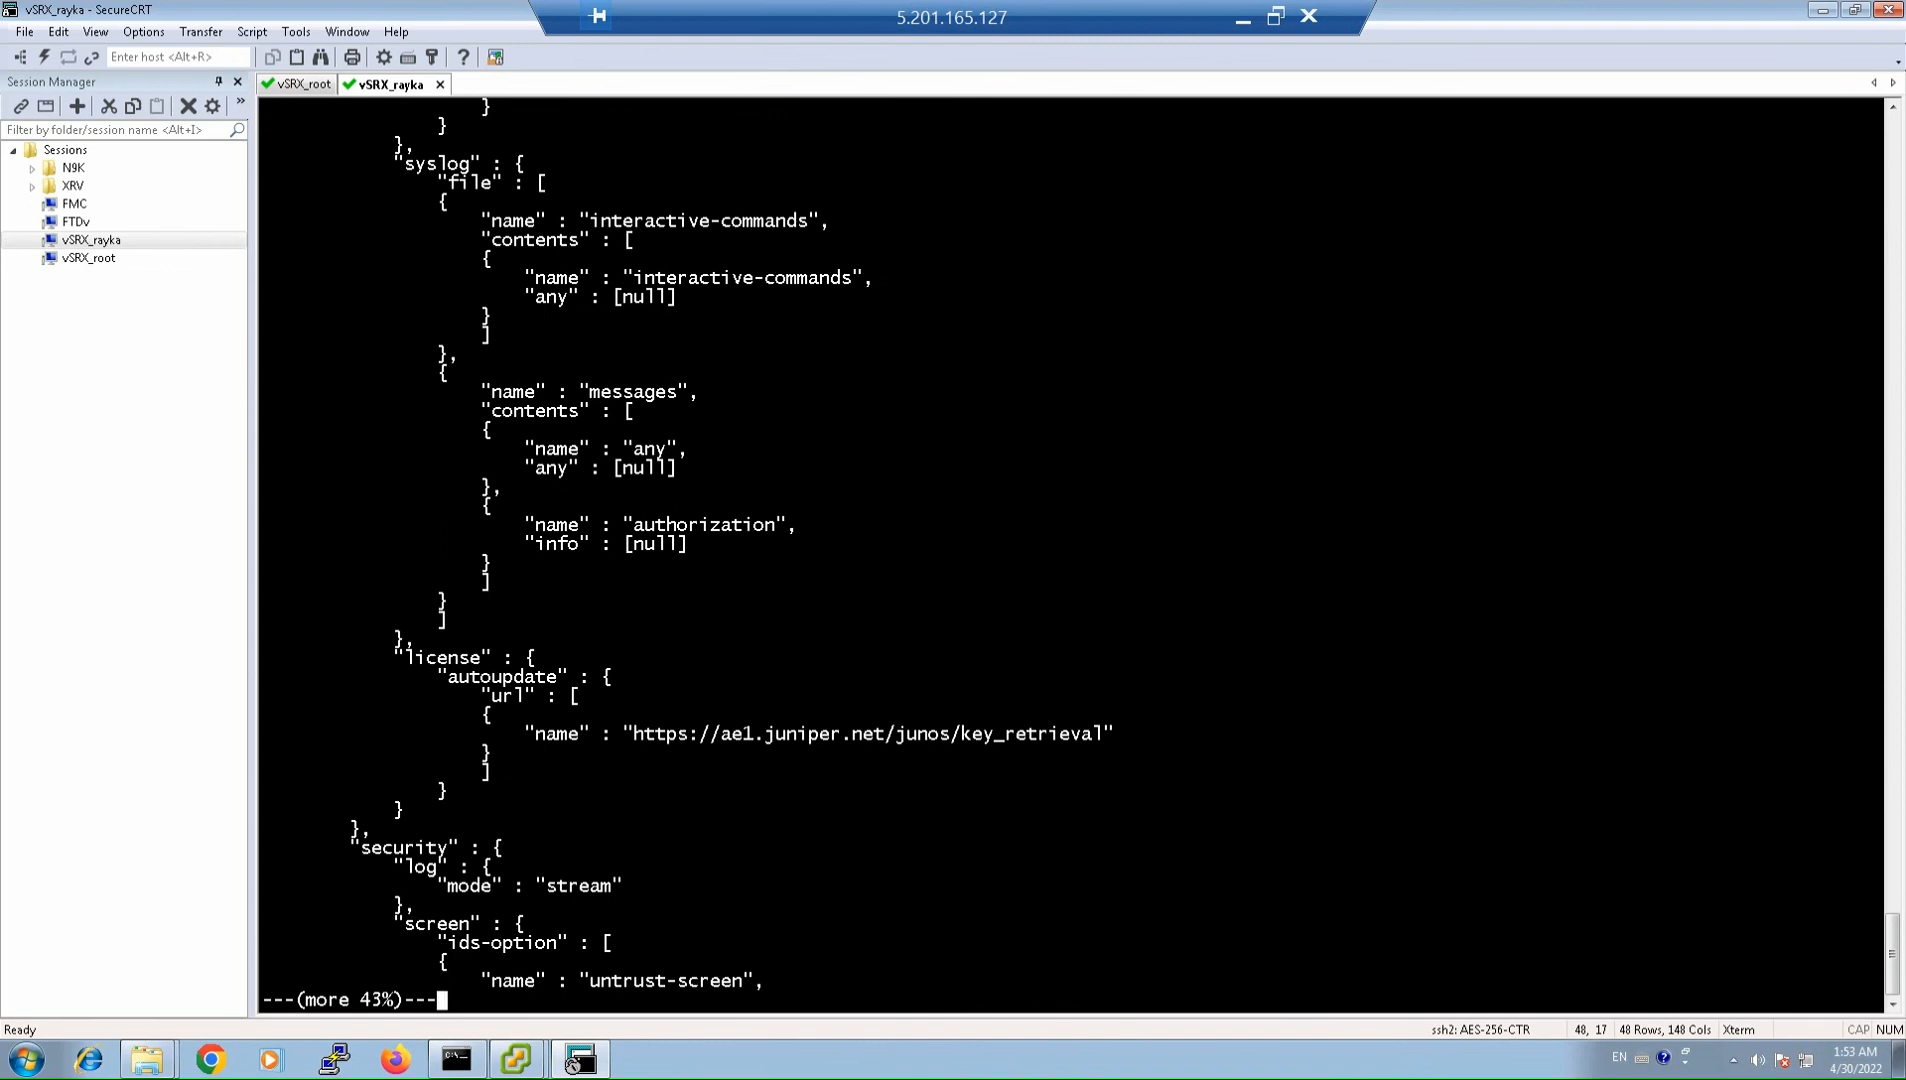 vSRX_rayka - SecureCRT
5.201.165.127
File Edit View Options Transfer Script Tools Window Help
Enter host <Alt+R>
Session Manager
vSRX_root
vSRX_rayka
Filter by folder/session name <Alt+I>
Sessions
N9K
XRV
FMC
FTDv
vSRX_rayka
vSRX_root
}
}
},
"syslog" : {
"file" : [
{
"name" : "interactive-commands",
"contents" : [
{
"name" : "interactive-commands",
"any" : [null]
}
]
},
{
"name" : "messages",
"contents" : [
{
"name" : "any",
"any" : [null]
},
{
"name" : "authorization",
"info" : [null]
}
]
}
]
},
"license" : {
"autoupdate" : {
"url" : [
{
"name" : "https://ae1.juniper.net/junos/key_retrieval"
}
]
}
}
},
"security" : {
"log" : {
"mode" : "stream"
},
"screen" : {
"ids-option" : [
{
"name" : "untrust-screen",
---(more 43%)---
Ready
ssh2: AES-256-CTR
48, 17
48 Rows, 148 Cols
Xterm
CAP NUM
EN
1:53 AM
4/30/2022